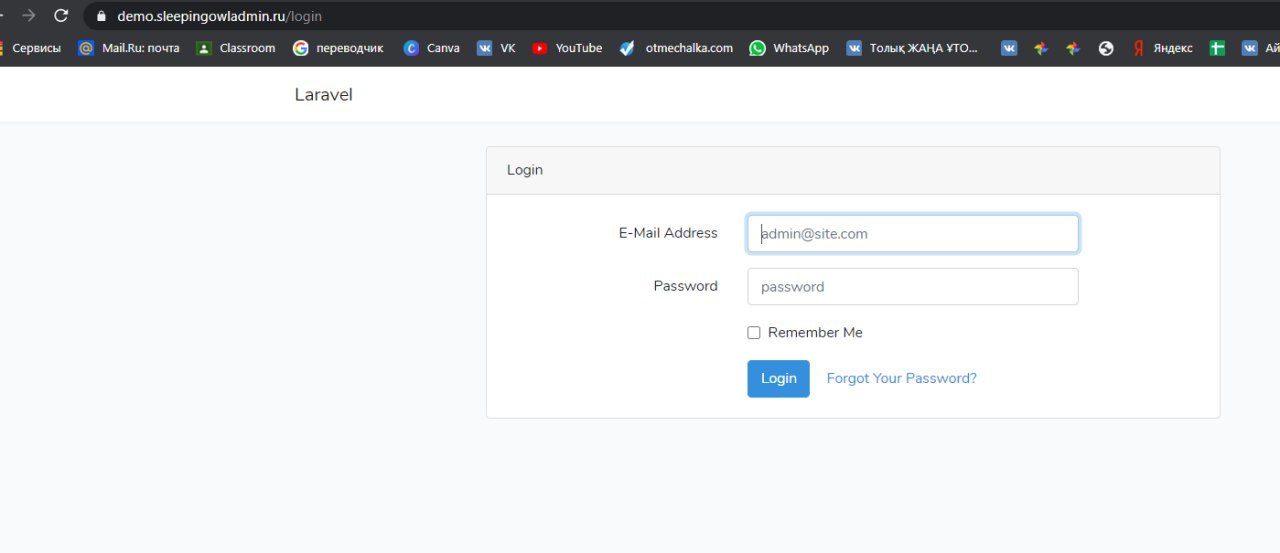 demo.sleepingowladmin.ru/login
Сервисы Mail.Ru: почта Classroom переводчик Canva VK YouTube otmechalka.com WhatsApp Толық ЖАҢА ҰТО... Яндекс Ай
Laravel
Login
E-Mail Address admin@site.com
Password password
Remember Me
Login Forgot Your Password?